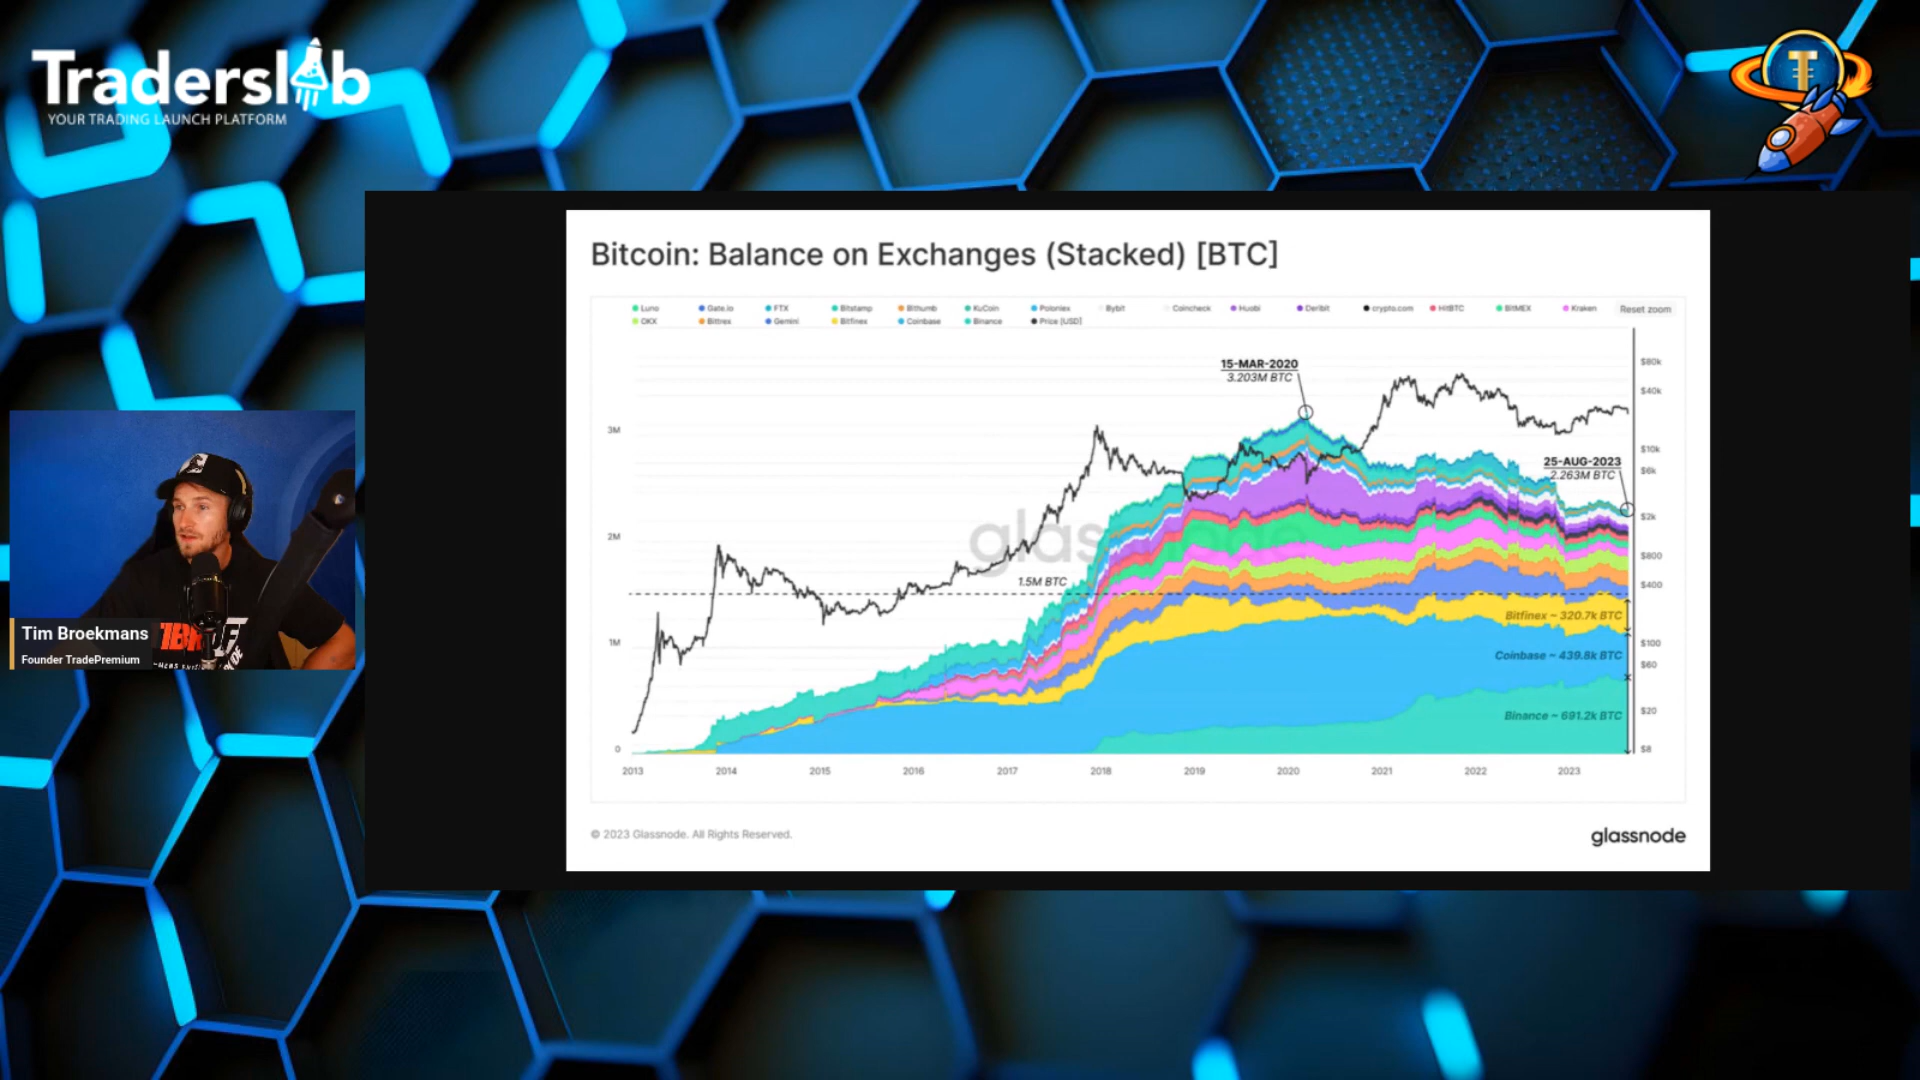 Traderslab
YOUR TRADING LAUNCH PLATFORM
Bitcoin: Balance on Exchanges (Stacked) [BTC]
Luno Gate.io FTX Bitstamp Bithumb KuCoin Poloniex Bybit Coincheck Huobi Deribit crypto.com HitBTC BitMEX Kraken Reset zoom
OKX Bittrex Gemini Bitfinex Coinbase Binance Price [USD]
15-MAR-2020
3.203M BTC
$80k
$40k
3M
$10k
$6k
25-AUG-2023
2.263M BTC
$2k
2M
glassnode
$800
1.5M BTC
$400
Bitfinex ~ 320.7k BTC
1M
$100
Coinbase ~ 439.8k BTC
$60
Binance ~ 691.2k BTC
$20
0
$8
2013 2014 2015 2016 2017 2018 2019 2020 2021 2022 2023
© 2023 Glassnode. All Rights Reserved.
glassnode
Tim Broekmans
Founder TradePremium